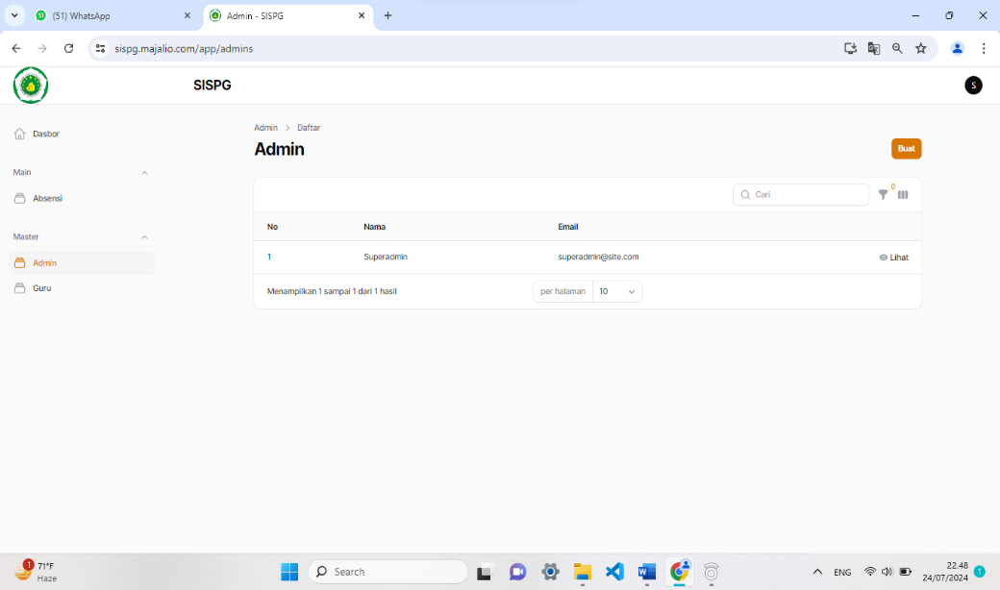 (51) WhatsApp
Admin - SISPG
sispg.majalio.com/app/admins
SISPG
S
Dasbor
Main
Absensi
Master
Admin
Guru
Admin > Daftar
Admin
Buat
Cari
0
No Nama Email
1 Superadmin superadmin@site.com Lihat
Menampilkan 1 sampai 1 dari 1 hasil
per halaman 10
1
71°F
Haze
Search
ENG
22.48
24/07/2024
1